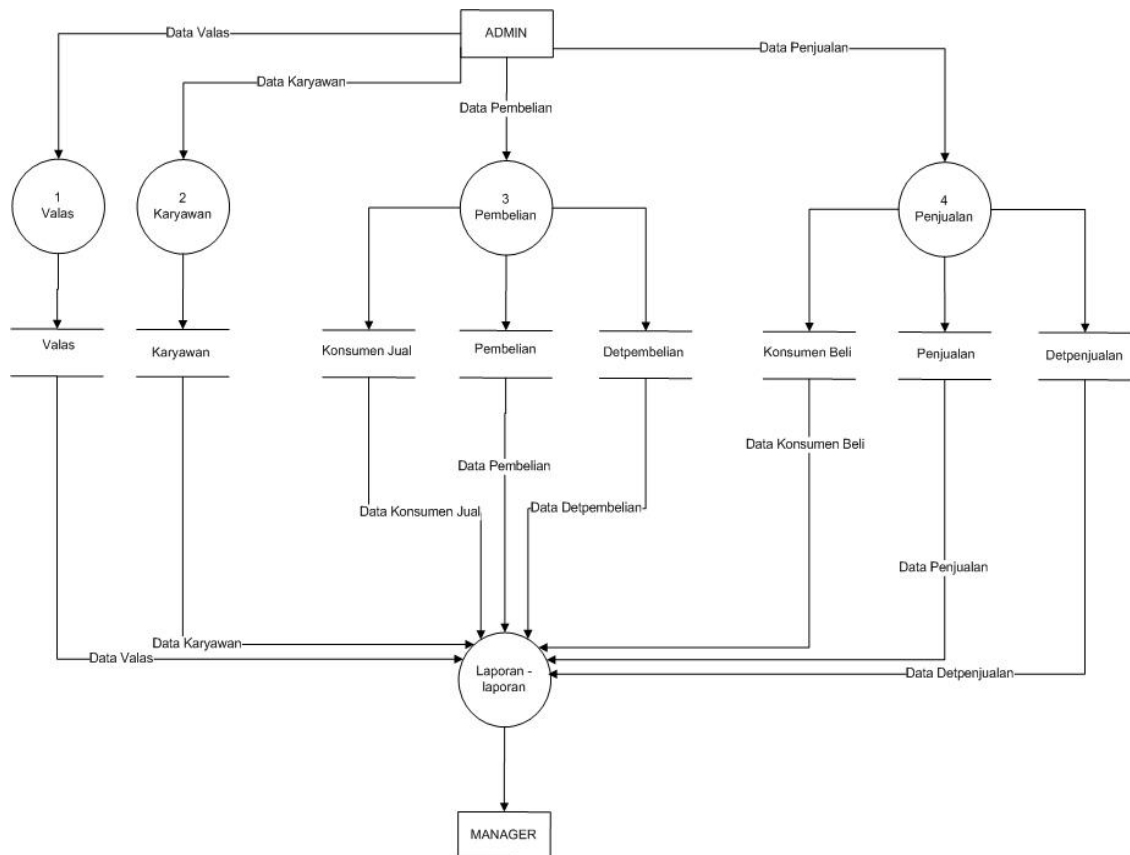 ADMIN
Data Valas
Data Penjualan
Data Karyawan
Data Pembelian
1
Valas
2
Karyawan
3
Pembelian
4
Penjualan
Valas
Karyawan
Konsumen Jual
Pembelian
Detpembelian
Konsumen Beli
Penjualan
Detpenjualan
Data Konsumen Beli
Data Pembelian
Data Konsumen Jual
Data Detpembelian
Data Penjualan
Data Karyawan
Data Valas
Laporan -
laporan
Data Detpenjualan
MANAGER